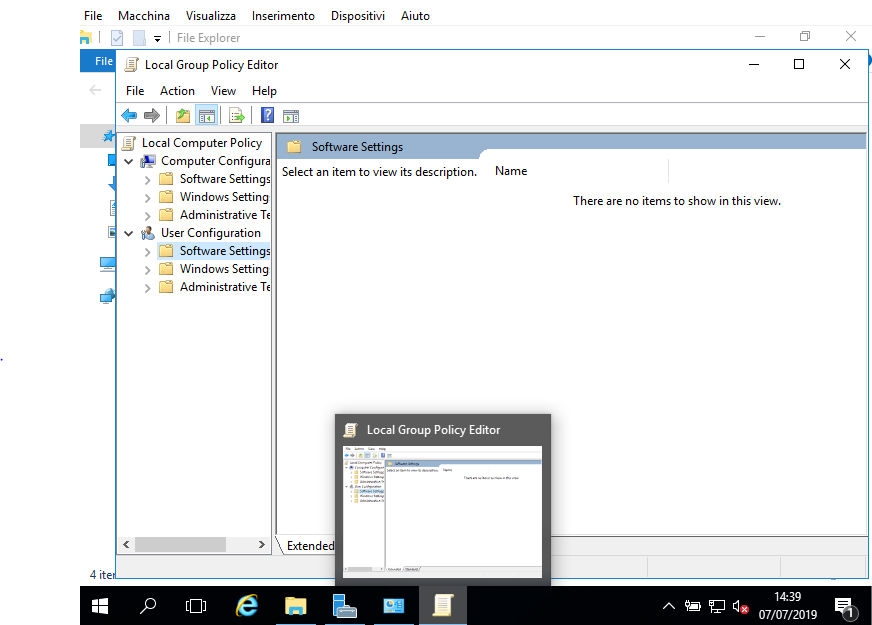 File Macchina Visualizza Inserimento Dispositivi Aiuto
File Explorer
File
Local Group Policy Editor
File Action View Help
Local Computer Policy
Computer Configura
Software Settings
Windows Setting
Administrative Te
User Configuration
Software Settings
Windows Setting
Administrative Te
Software Settings
Select an item to view its description.
Name
There are no items to show in this view.
Extended
Local Group Policy Editor
4 iter
14:39
07/07/2019
1